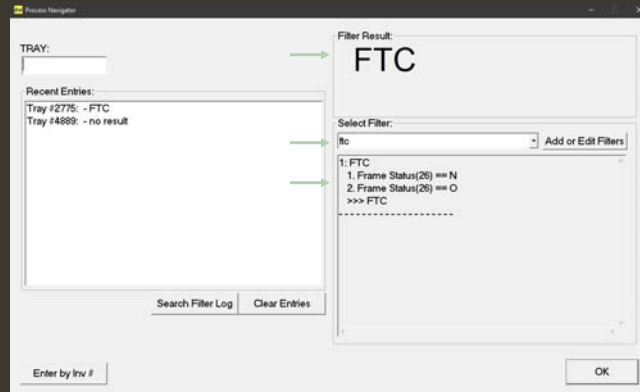 Process Navigator
TRAY:
Recent Entries:
Tray #2775: - FTC
Tray #4889: - no result
Search Filter Log
Clear Entries
Enter by Inv #
Filter Result:
FTC
Select Filter:
ftc
Add or Edit Filters
1: FTC
1. Frame Status(26) == N
2. Frame Status(26) == O
>>> FTC
---------------------
OK